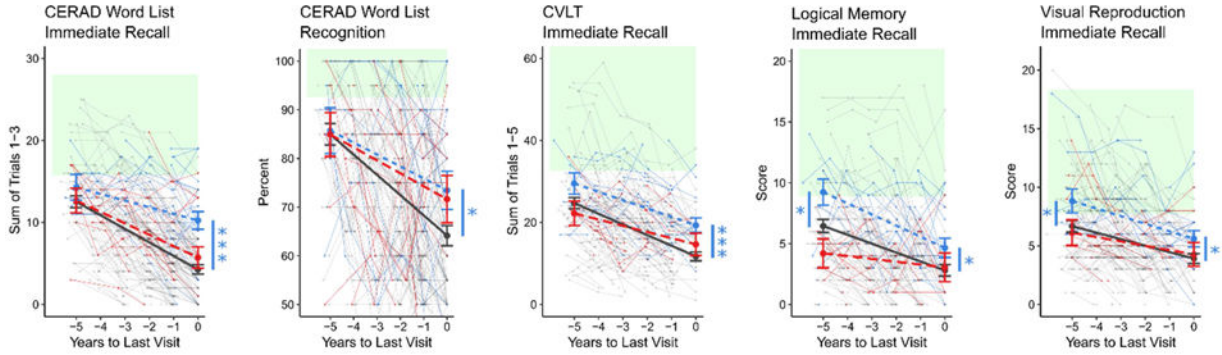 CERAD Word List
Immediate Recall
Sum of Trials 1−3
30
20
10
0
−5 −4 −3 −2 −1 0
Years to Last Visit
* * *
CERAD Word List
Recognition
Percent
100
90
80
70
60
50
−5 −4 −3 −2 −1 0
Years to Last Visit
*
CVLT
Immediate Recall
Sum of Trials 1−5
60
40
20
0
−5 −4 −3 −2 −1 0
Years to Last Visit
* * *
Logical Memory
Immediate Recall
Score
20
15
10
5
0
−5 −4 −3 −2 −1 0
Years to Last Visit
*
*
Visual Reproduction
Immediate Recall
Score
20
15
10
5
0
−5 −4 −3 −2 −1 0
Years to Last Visit
*
*